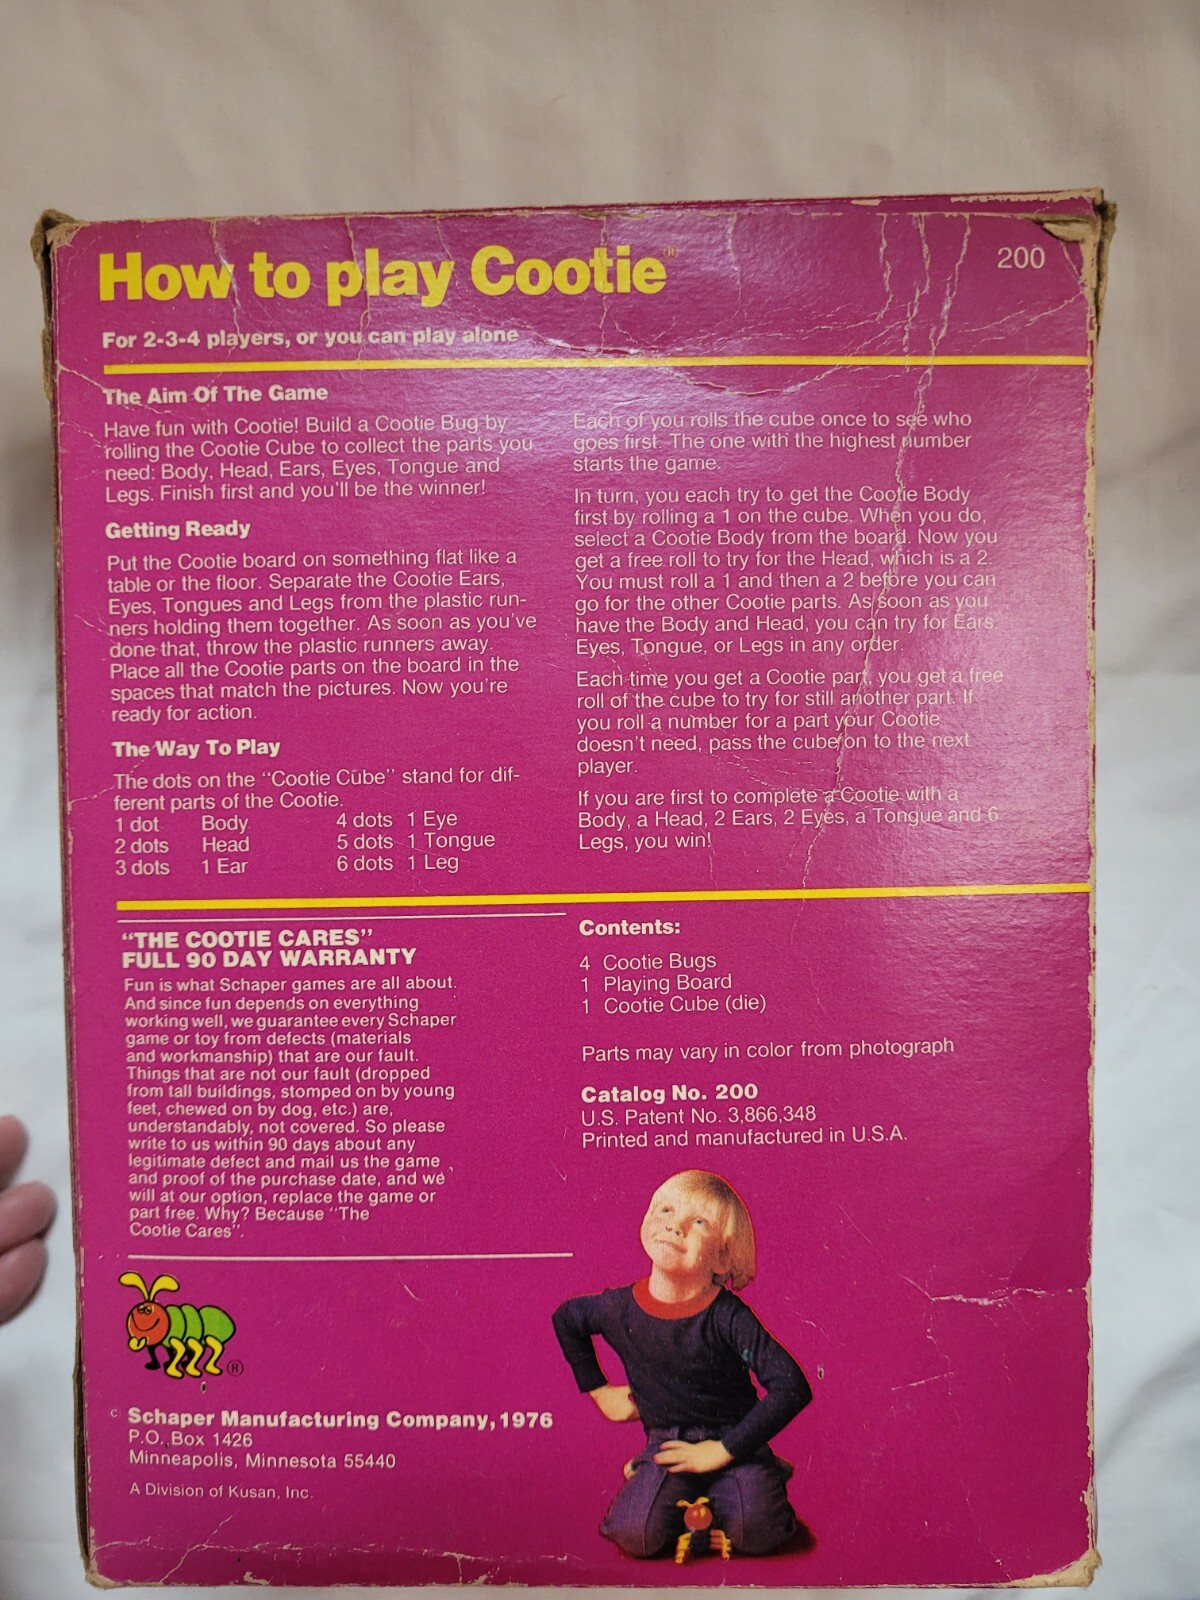 How to play Cootie®
200
For 2-3-4 players, or you can play alone
The Aim Of The Game
Have fun with Cootie! Build a Cootie Bug by
rolling the Cootie Cube to collect the parts you
need: Body, Head, Ears, Eyes, Tongue and
Legs. Finish first and you'll be the winner!
Getting Ready
Put the Cootie board on something flat like a
table or the floor. Separate the Cootie Ears,
Eyes, Tongues and Legs from the plastic run-
ners holding them together. As soon as you've
done that, throw the plastic runners away.
Place all the Cootie parts on the board in the
spaces that match the pictures. Now you're
ready for action.
The Way To Play
The dots on the "Cootie Cube" stand for dif-
ferent parts of the Cootie.
1 dot Body 4 dots 1 Eye
2 dots Head 5 dots 1 Tongue
3 dots 1 Ear 6 dots 1 Leg
Each of you rolls the cube once to see who
goes first. The one with the highest number
starts the game.
In turn, you each try to get the Cootie Body
first by rolling a 1 on the cube. When you do,
select a Cootie Body from the board. Now you
get a free roll to try for the Head, which is a 2.
You must roll a 1 and then a 2 before you can
go for the other Cootie parts. As soon as you
have the Body and Head, you can try for Ears,
Eyes, Tongue, or Legs in any order.
Each time you get a Cootie part, you get a free
roll of the cube to try for still another part. If
you roll a number for a part your Cootie
doesn't need, pass the cube on to the next
player.
If you are first to complete a Cootie with a
Body, a Head, 2 Ears, 2 Eyes, a Tongue and 6
Legs, you win!
"THE COOTIE CARES"
FULL 90 DAY WARRANTY
Fun is what Schaper games are all about.
And since fun depends on everything
working well, we guarantee every Schaper
game or toy from defects (materials
and workmanship) that are our fault.
Things that are not our fault (dropped
from tall buildings, stomped on by young
feet, chewed on by dog, etc.) are,
understandably, not covered. So please
write to us within 90 days about any
legitimate defect and mail us the game
and proof of the purchase date, and we
will at our option, replace the game or
part free. Why? Because "The
Cootie Cares".
Contents:
4 Cootie Bugs
1 Playing Board
1 Cootie Cube (die)
Parts may vary in color from photograph
Catalog No. 200
U.S. Patent No. 3,866,348
Printed and manufactured in U.S.A.
®
© Schaper Manufacturing Company, 1976
P.O. Box 1426
Minneapolis, Minnesota 55440
A Division of Kusan, Inc.